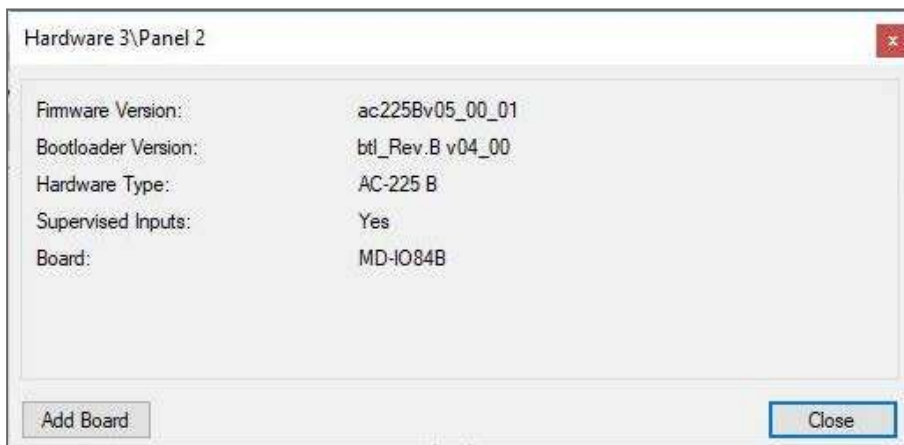 Hardware 3\Panel 2
x
Firmware Version: ac225Bv05_00_01
Bootloader Version: btl_Rev.B v04_00
Hardware Type: AC-225 B
Supervised Inputs: Yes
Board: MD-IO84B
Add Board Close